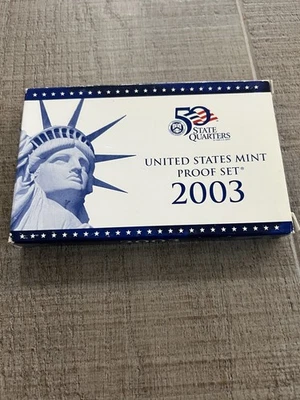 50
STATE
QUARTERS
UNITED STATES MINT
PROOF SET®
2003